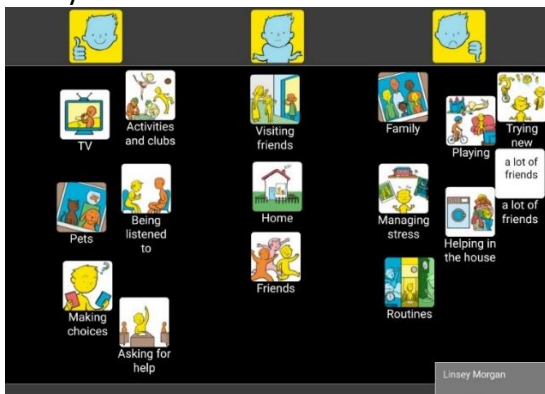 TV
Activities
and clubs
Pets
Being
listened
to
Making
choices
Asking for
help
Visiting
friends
Home
Friends
Family
Playing
Trying
new
a lot of
friends
a lot of
friends
Managing
stress
Helping in
the house
Routines
Linsey Morgan